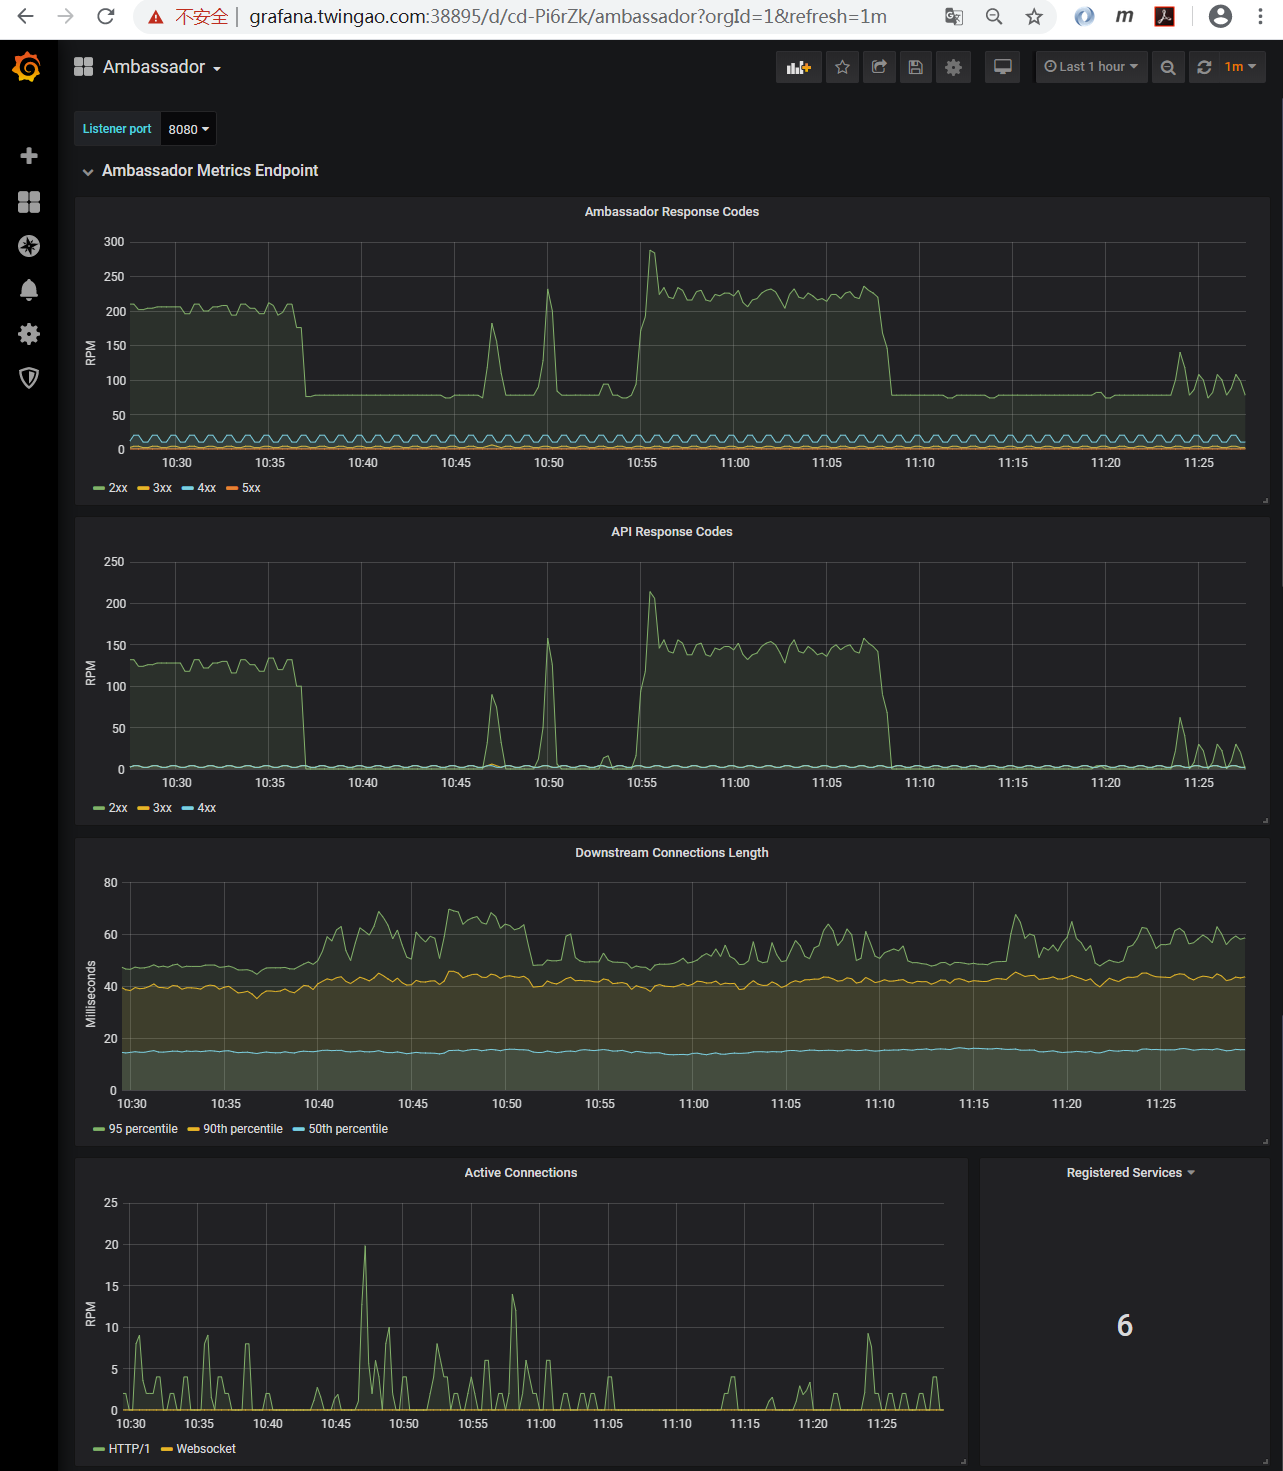 不安全 | grafana.twingao.com:38895/d/cd-Pi6rZk/ambassador?orgId=1&refresh=1m
Ambassador
Last 1 hour
1m
Listener port 8080
Ambassador Metrics Endpoint
Ambassador Response Codes
300
250
200
150
100
50
0
RPM
10:30 10:35 10:40 10:45 10:50 10:55 11:00 11:05 11:10 11:15 11:20 11:25
2xx 3xx 4xx 5xx
API Response Codes
250
200
150
100
50
0
RPM
10:30 10:35 10:40 10:45 10:50 10:55 11:00 11:05 11:10 11:15 11:20 11:25
2xx 3xx 4xx
Downstream Connections Length
80
60
40
20
0
Milliseconds
10:30 10:35 10:40 10:45 10:50 10:55 11:00 11:05 11:10 11:15 11:20 11:25
95 percentile 90th percentile 50th percentile
Active Connections
25
20
15
10
5
0
RPM
10:30 10:35 10:40 10:45 10:50 10:55 11:00 11:05 11:10 11:15 11:20 11:25
HTTP/1 Websocket
Registered Services
6